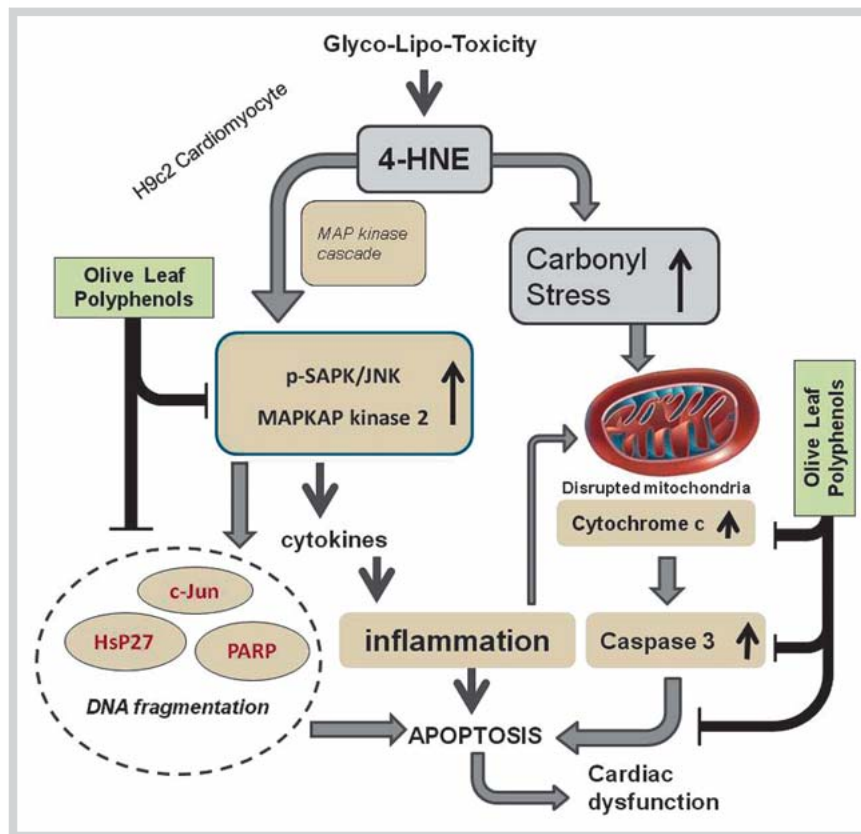 Glyco-Lipo-Toxicity
H9c2 Cardiomyocyte
4-HNE
MAP kinase
cascade
Carbonyl
Stress
Olive Leaf
Polyphenols
p-SAPK/JNK
MAPKAP kinase 2
Olive Leaf
Polyphenols
Disrupted mitochondria
Cytochrome c
cytokines
c-Jun
HsP27
PARP
DNA fragmentation
inflammation
Caspase 3
APOPTOSIS
Cardiac
dysfunction